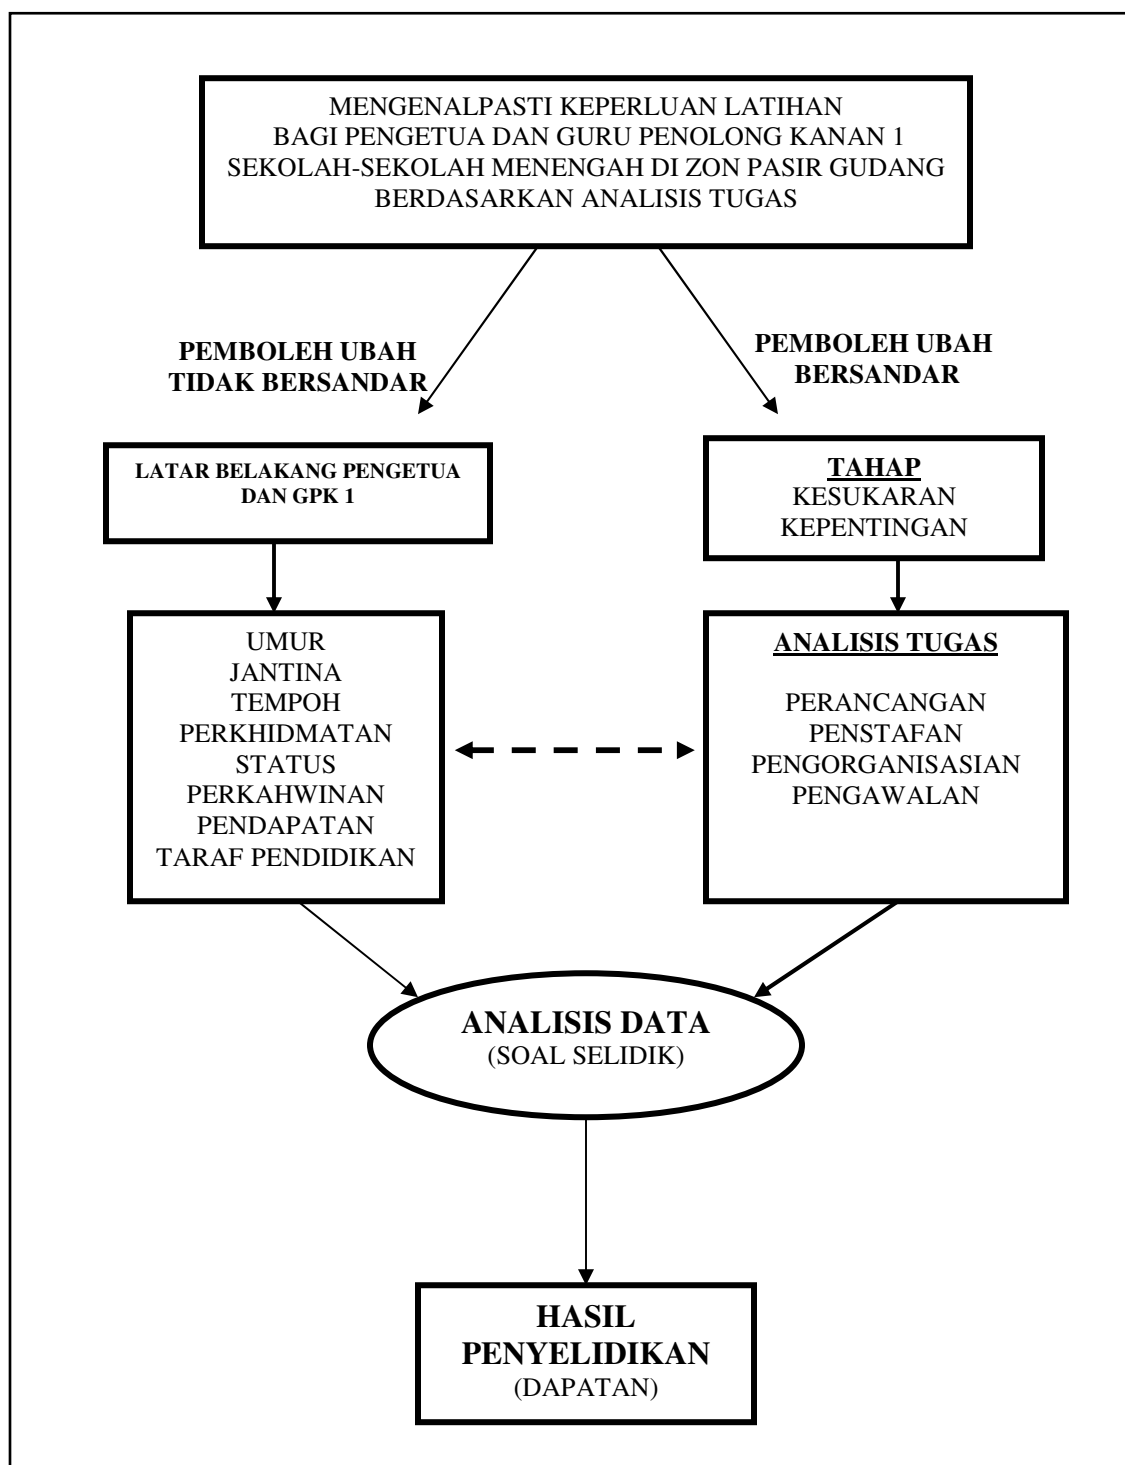 MENGENALPASTI KEPERLUAN LATIHAN
BAGI PENGETUA DAN GURU PENOLONG KANAN 1
SEKOLAH-SEKOLAH MENENGAH DI ZON PASIR GUDANG
BERDASARKAN ANALISIS TUGAS
PEMBOLEH UBAH
TIDAK BERSANDAR
PEMBOLEH UBAH
BERSANDAR
LATAR BELAKANG PENGETUA
DAN GPK 1
TAHAP
KESUKARAN
KEPENTINGAN
UMUR
JANTINA
TEMPOH
PERKHIDMATAN
STATUS
PERKAHWINAN
PENDAPATAN
TARAF PENDIDIKAN
ANALISIS TUGAS
PERANCANGAN
PENSTAFAN
PENGORGANISASIAN
PENGAWALAN
ANALISIS DATA
(SOAL SELIDIK)
HASIL
PENYELIDIKAN
(DAPATAN)